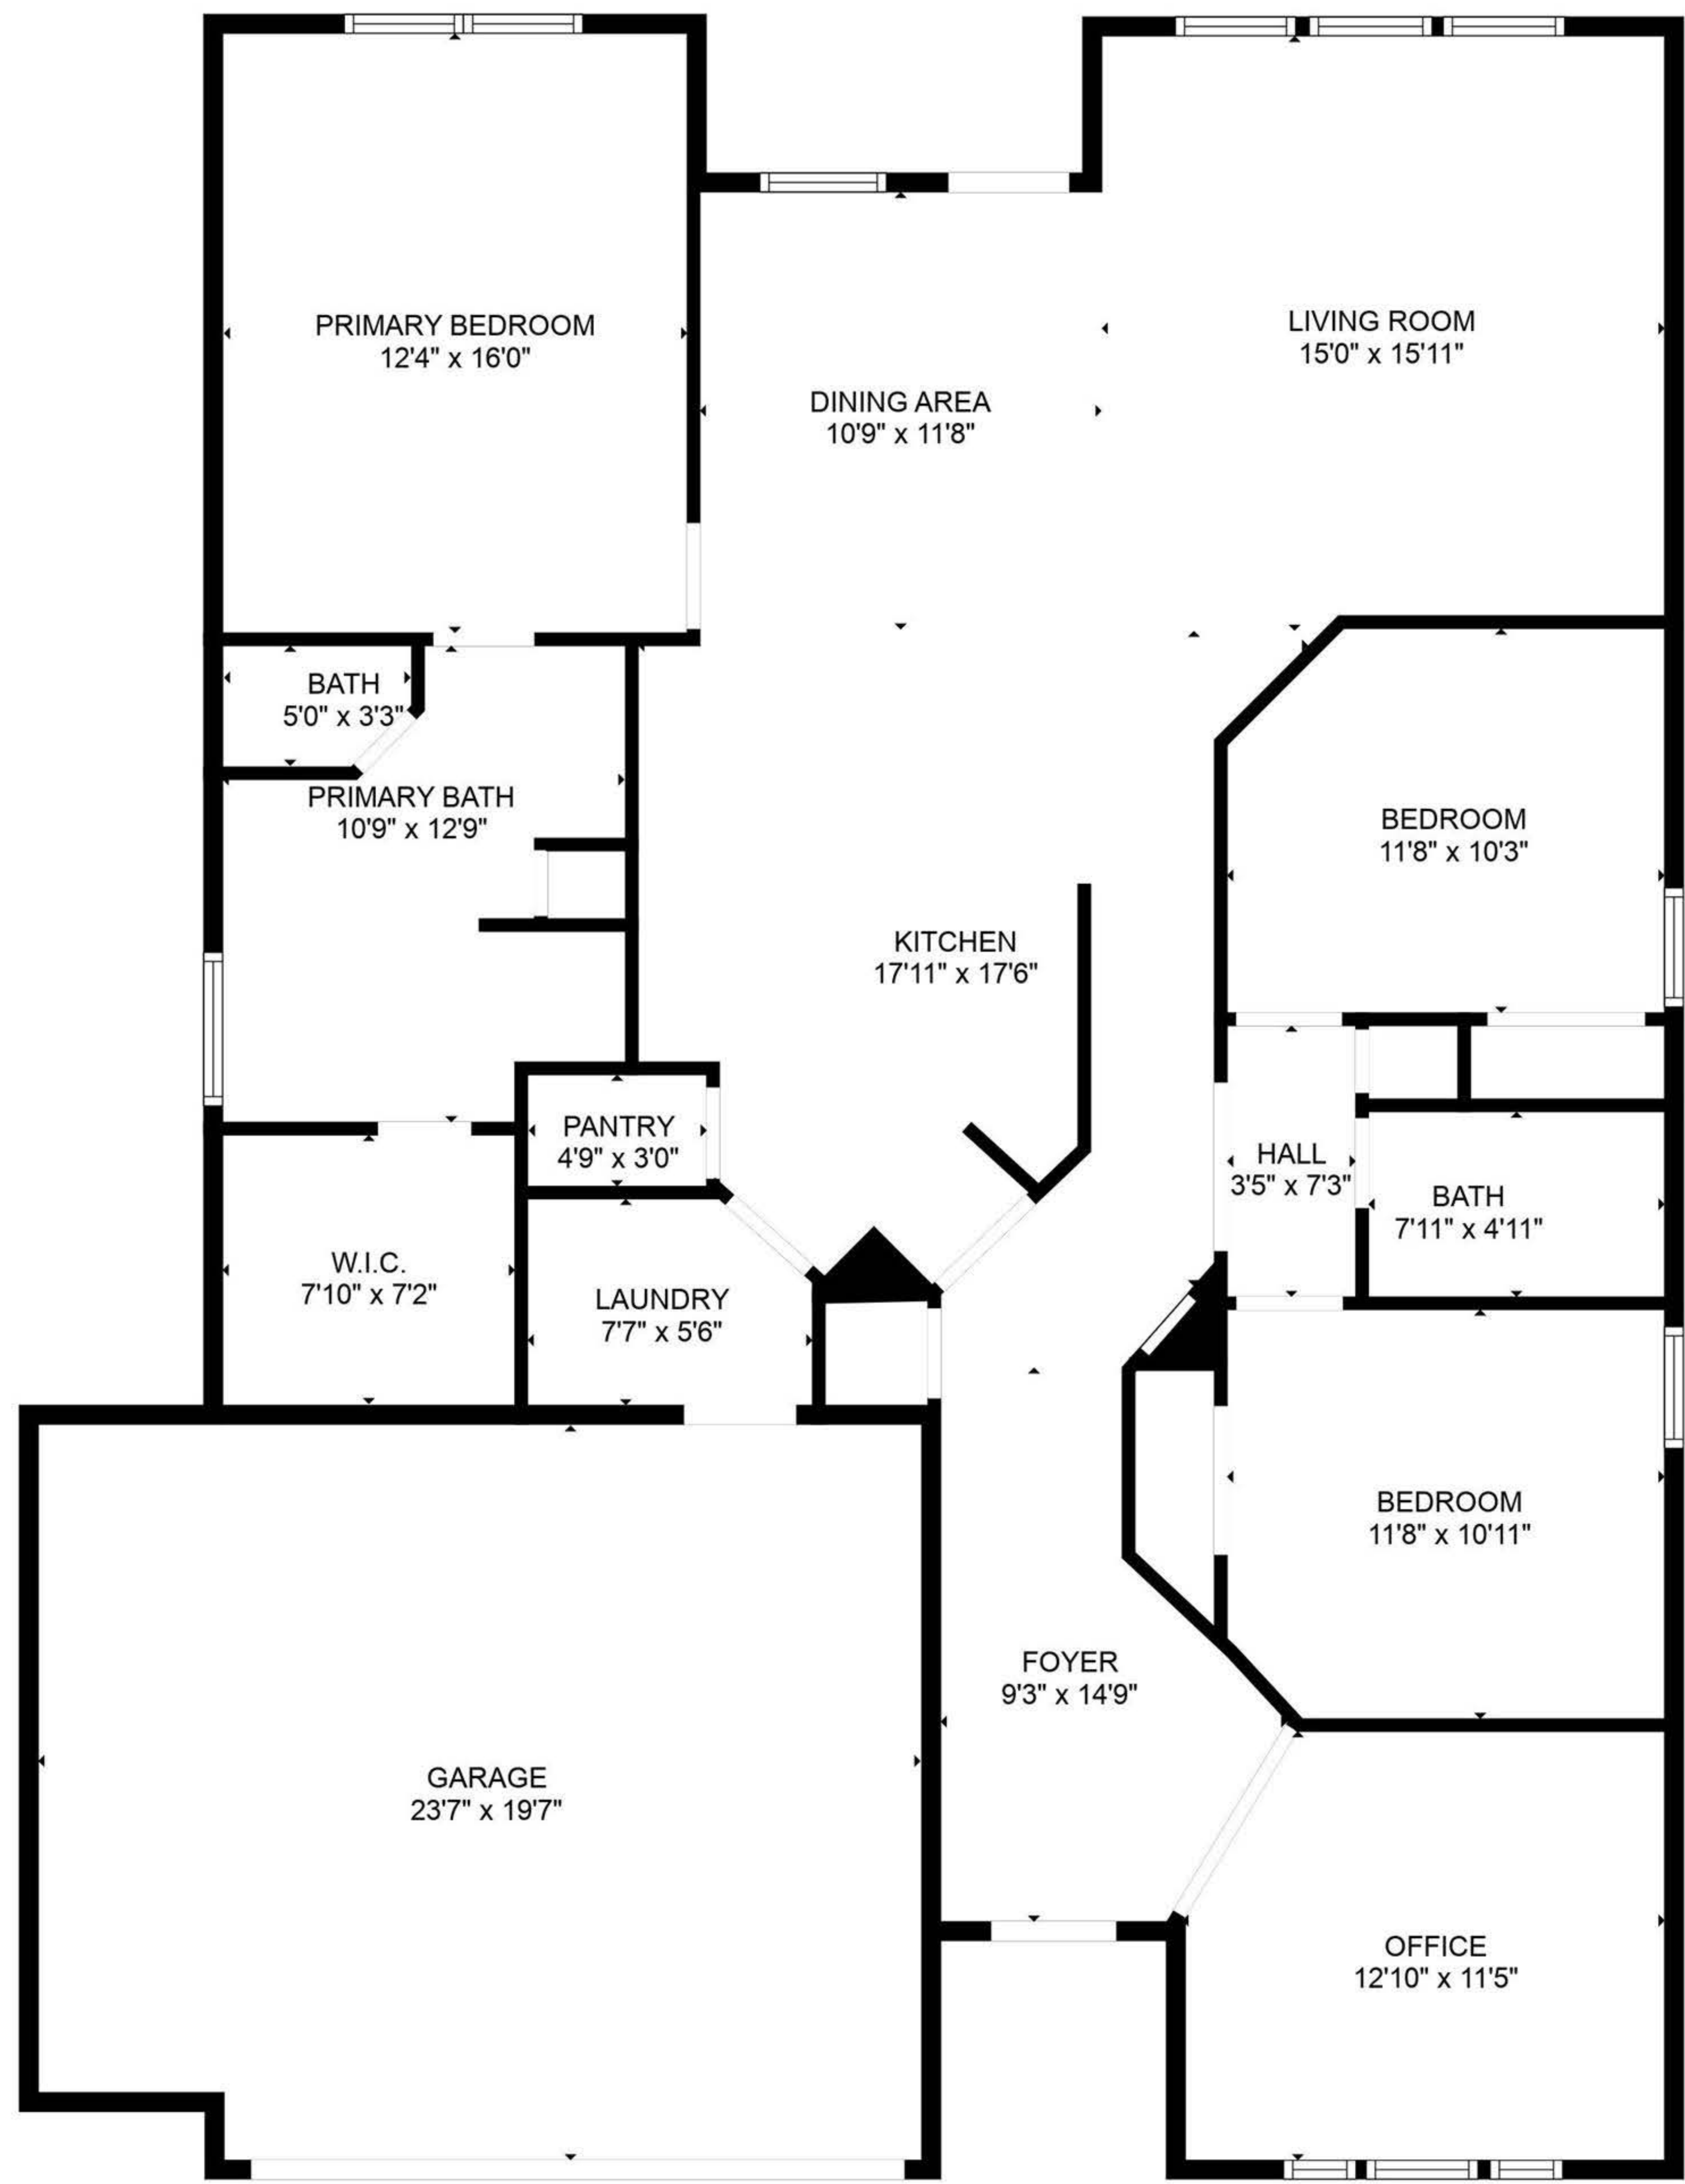 PRIMARY BEDROOM
12'4" x 16'0"
LIVING ROOM
15'0" x 15'11"
DINING AREA
10'9" x 11'8"
BATH
5'0" x 3'3"
PRIMARY BATH
10'9" x 12'9"
BEDROOM
11'8" x 10'3"
KITCHEN
17'11" x 17'6"
PANTRY
4'9" x 3'0"
HALL
3'5" x 7'3"
BATH
7'11" x 4'11"
W.I.C.
7'10" x 7'2"
LAUNDRY
7'7" x 5'6"
BEDROOM
11'8" x 10'11"
FOYER
9'3" x 14'9"
GARAGE
23'7" x 19'7"
OFFICE
12'10" x 11'5"